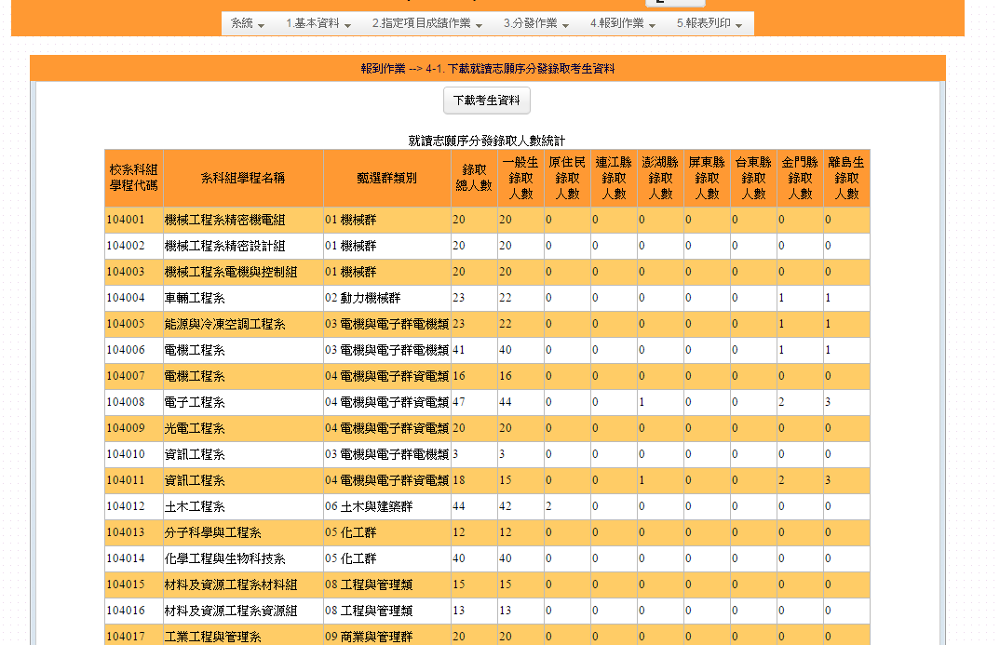 系統 1.基本資料 2.指定項目成績作業 3.分發作業 4.報到作業 5.報表列印
報到作業 --> 4-1. 下載就讀志願序分發錄取考生資料
下載考生資料
就讀志願序分發錄取人數統計
校系科組學程代碼 系科組學程名稱 甄選群類別 錄取總人數 一般生錄取人數 原住民錄取人數 連江縣錄取人數 澎湖縣錄取人數 屏東縣錄取人數 台東縣錄取人數 金門縣錄取人數 離島生錄取人數
104001 機械工程系精密機電組 01 機械群 20 20 0 0 0 0 0 0 0
104002 機械工程系精密設計組 01 機械群 20 20 0 0 0 0 0 0 0
104003 機械工程系電機與控制組 01 機械群 20 20 0 0 0 0 0 0 0
104004 車輛工程系 02 動力機械群 23 22 0 0 0 0 0 1 1
104005 能源與冷凍空調工程系 03 電機與電子群電機類 23 22 0 0 0 0 0 1 1
104006 電機工程系 03 電機與電子群電機類 41 40 0 0 0 0 0 1 1
104007 電機工程系 04 電機與電子群資電類 16 16 0 0 0 0 0 0 0
104008 電子工程系 04 電機與電子群資電類 47 44 0 0 1 0 0 2 3
104009 光電工程系 04 電機與電子群資電類 20 20 0 0 0 0 0 0 0
104010 資訊工程系 03 電機與電子群電機類 3 3 0 0 0 0 0 0 0
104011 資訊工程系 04 電機與電子群資電類 18 15 0 0 1 0 0 2 3
104012 土木工程系 06 土木與建築群 44 42 2 0 0 0 0 0 0
104013 分子科學與工程系 05 化工群 12 12 0 0 0 0 0 0 0
104014 化學工程與生物科技系 05 化工群 40 40 0 0 0 0 0 0 0
104015 材料及資源工程系材料組 08 工程與管理類 15 15 0 0 0 0 0 0 0
104016 材料及資源工程系資源組 08 工程與管理類 13 13 0 0 0 0 0 0 0
104017 工業工程與管理系 09 商業與管理群 20 20 0 0 0 0 0 0 0